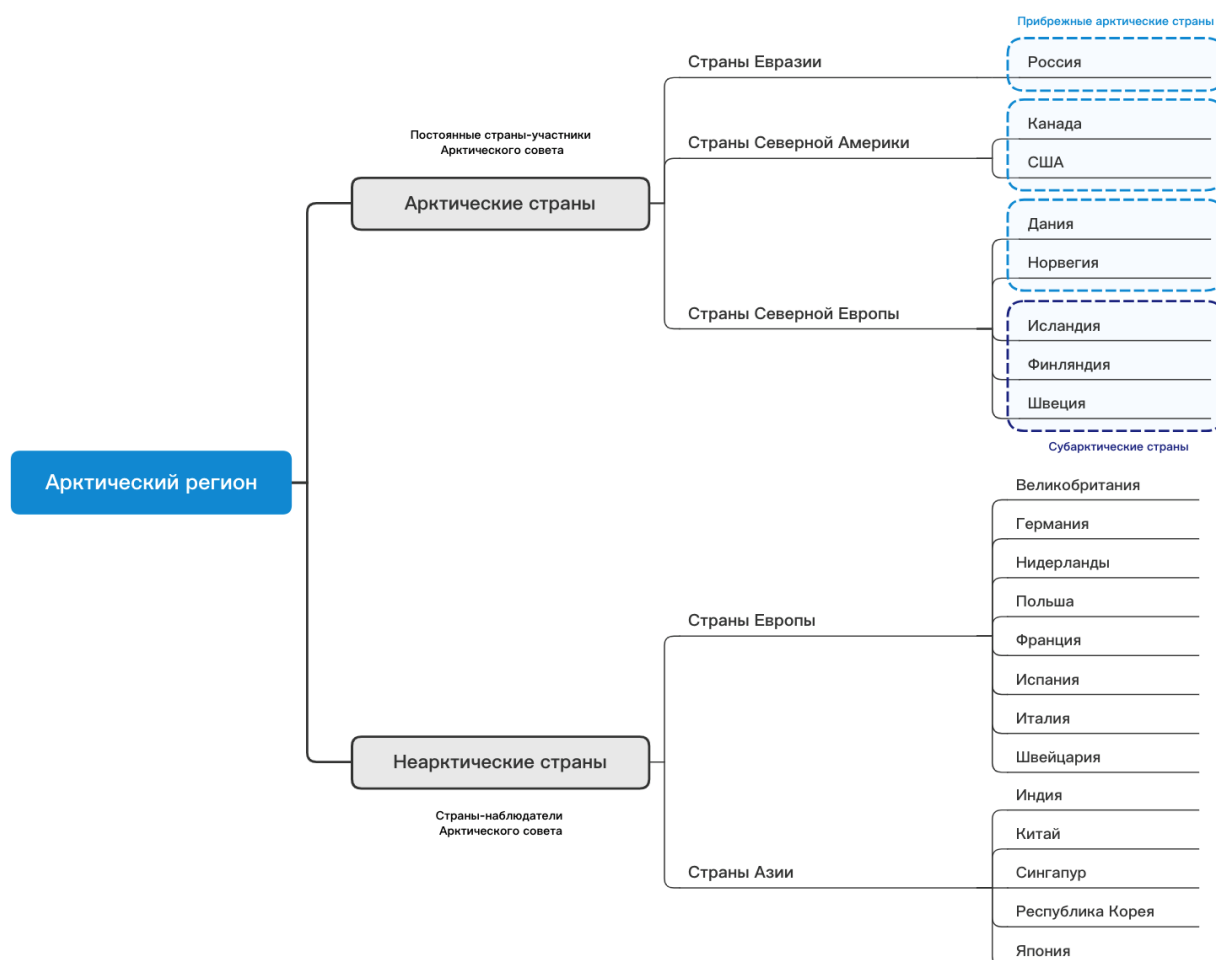 Прибрежные арктические страны
Страны Евразии
Россия
Постоянные страны-участники
Арктического совета
Канада
Страны Северной Америки
США
Арктические страны
Дания
Норвегия
Страны Северной Европы
Исландия
Финляндия
Швеция
Субарктические страны
Арктический регион
Великобритания
Германия
Нидерланды
Польша
Страны Европы
Франция
Испания
Италия
Швейцария
Неарктические страны
Страны-наблюдатели
Арктического совета
Индия
Китай
Страны Азии
Сингапур
Республика Корея
Япония